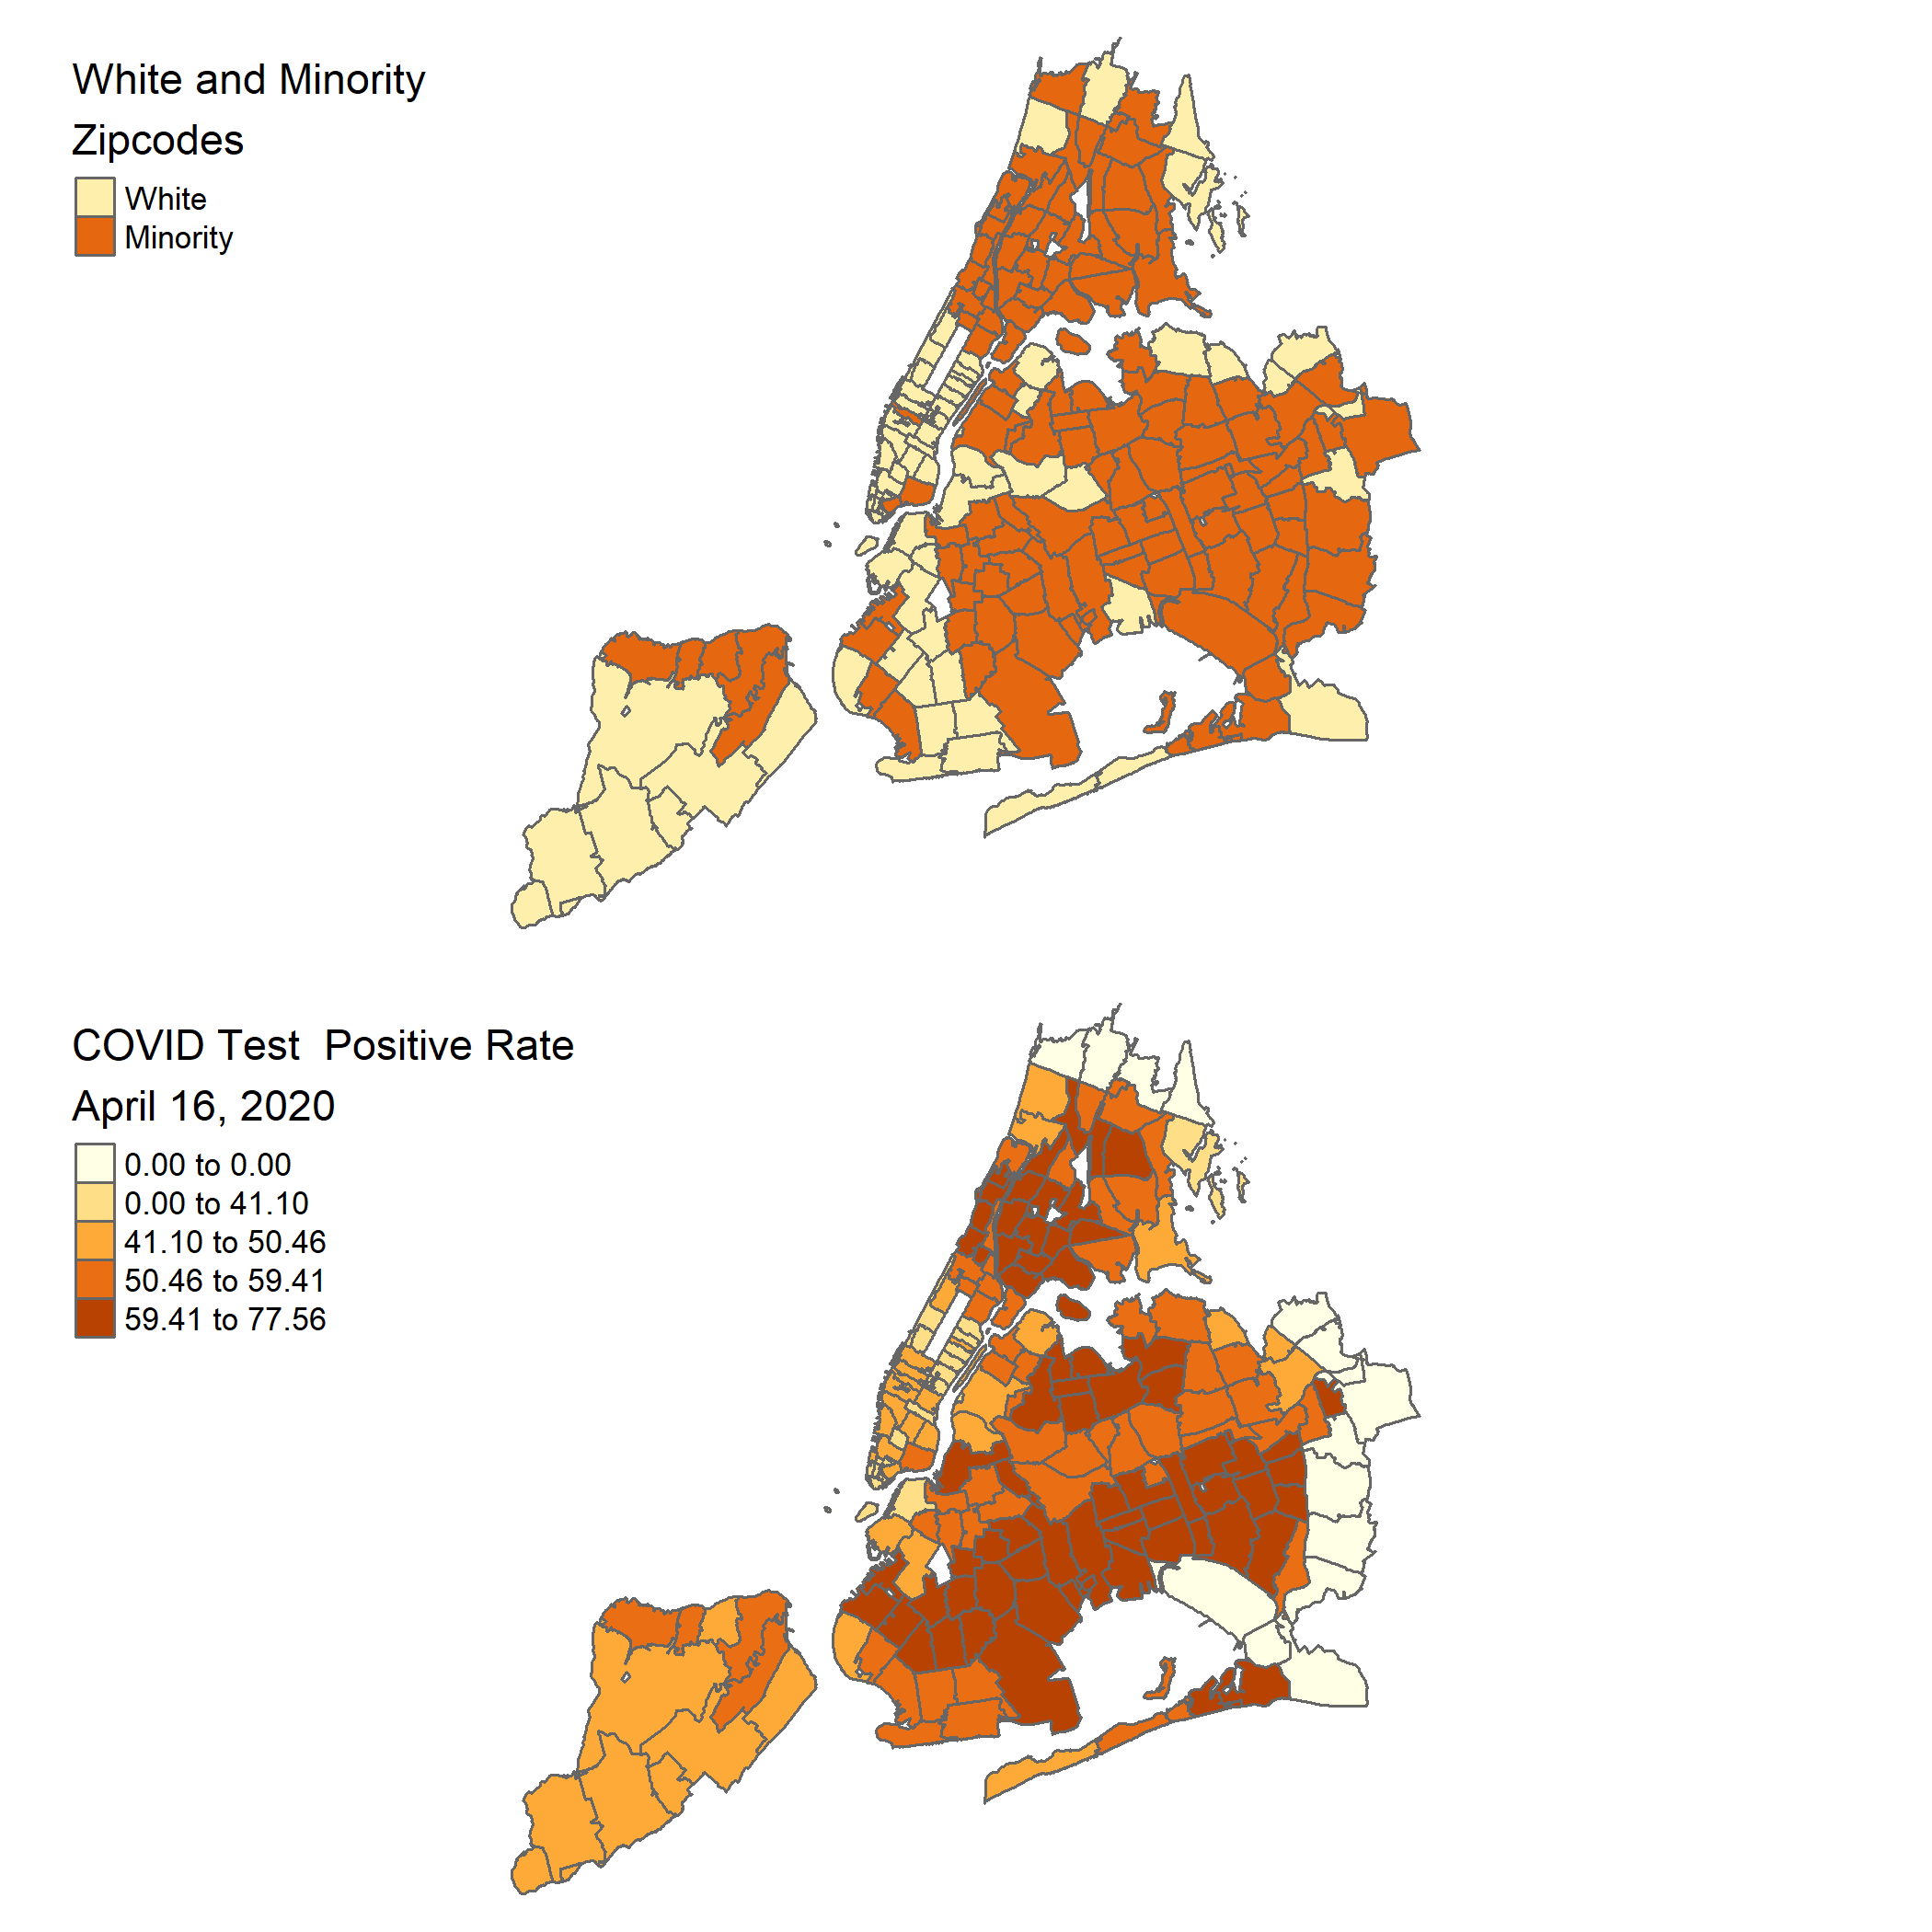 White and Minority
Zipcodes
White
Minority
COVID Test  Positive Rate
April 16, 2020
0.00 to 0.00
0.00 to 41.10
41.10 to 50.46
50.46 to 59.41
59.41 to 77.56